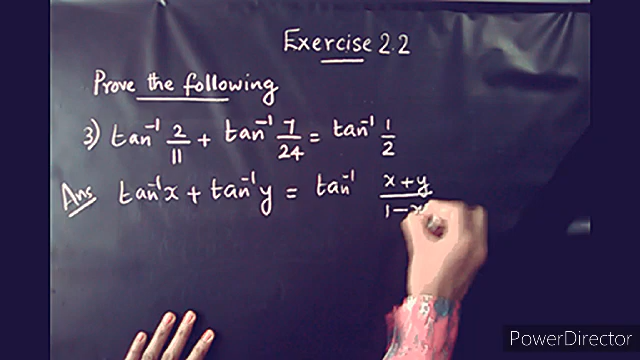 Exercise 2.2
Prove the following
3) tan⁻¹ 2/11 + tan⁻¹ 7/24 = tan⁻¹ 1/2
Ans tan⁻¹x + tan⁻¹y = tan⁻¹ x+y/1-x
PowerDirector